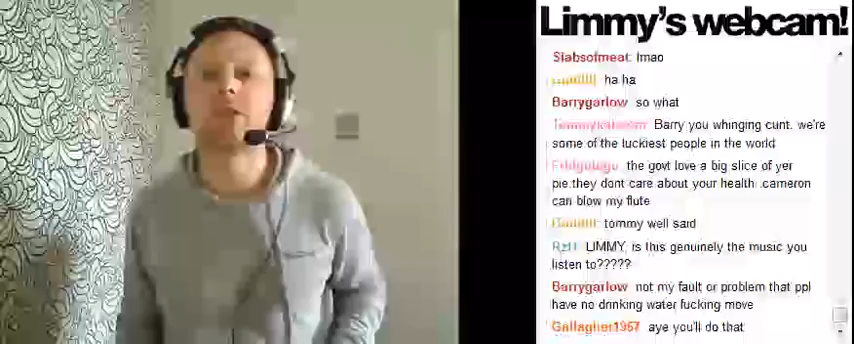 Limmy's webcam!
Slabsofmeat: lmao
ha ha
Barrygarlow so what
Barry you whinging cunt. we're
some of the luckiest people in the world
the govt love a big slice of yer
pie.they dont care about your health .cameron
can blow my flute
tommy well said
LIMMY, is this genuinely the music you
listen to?????
Barrygarlow not my fault or problem that ppl
have no drinking water fucking move
Gallagher1967 aye you'll do that